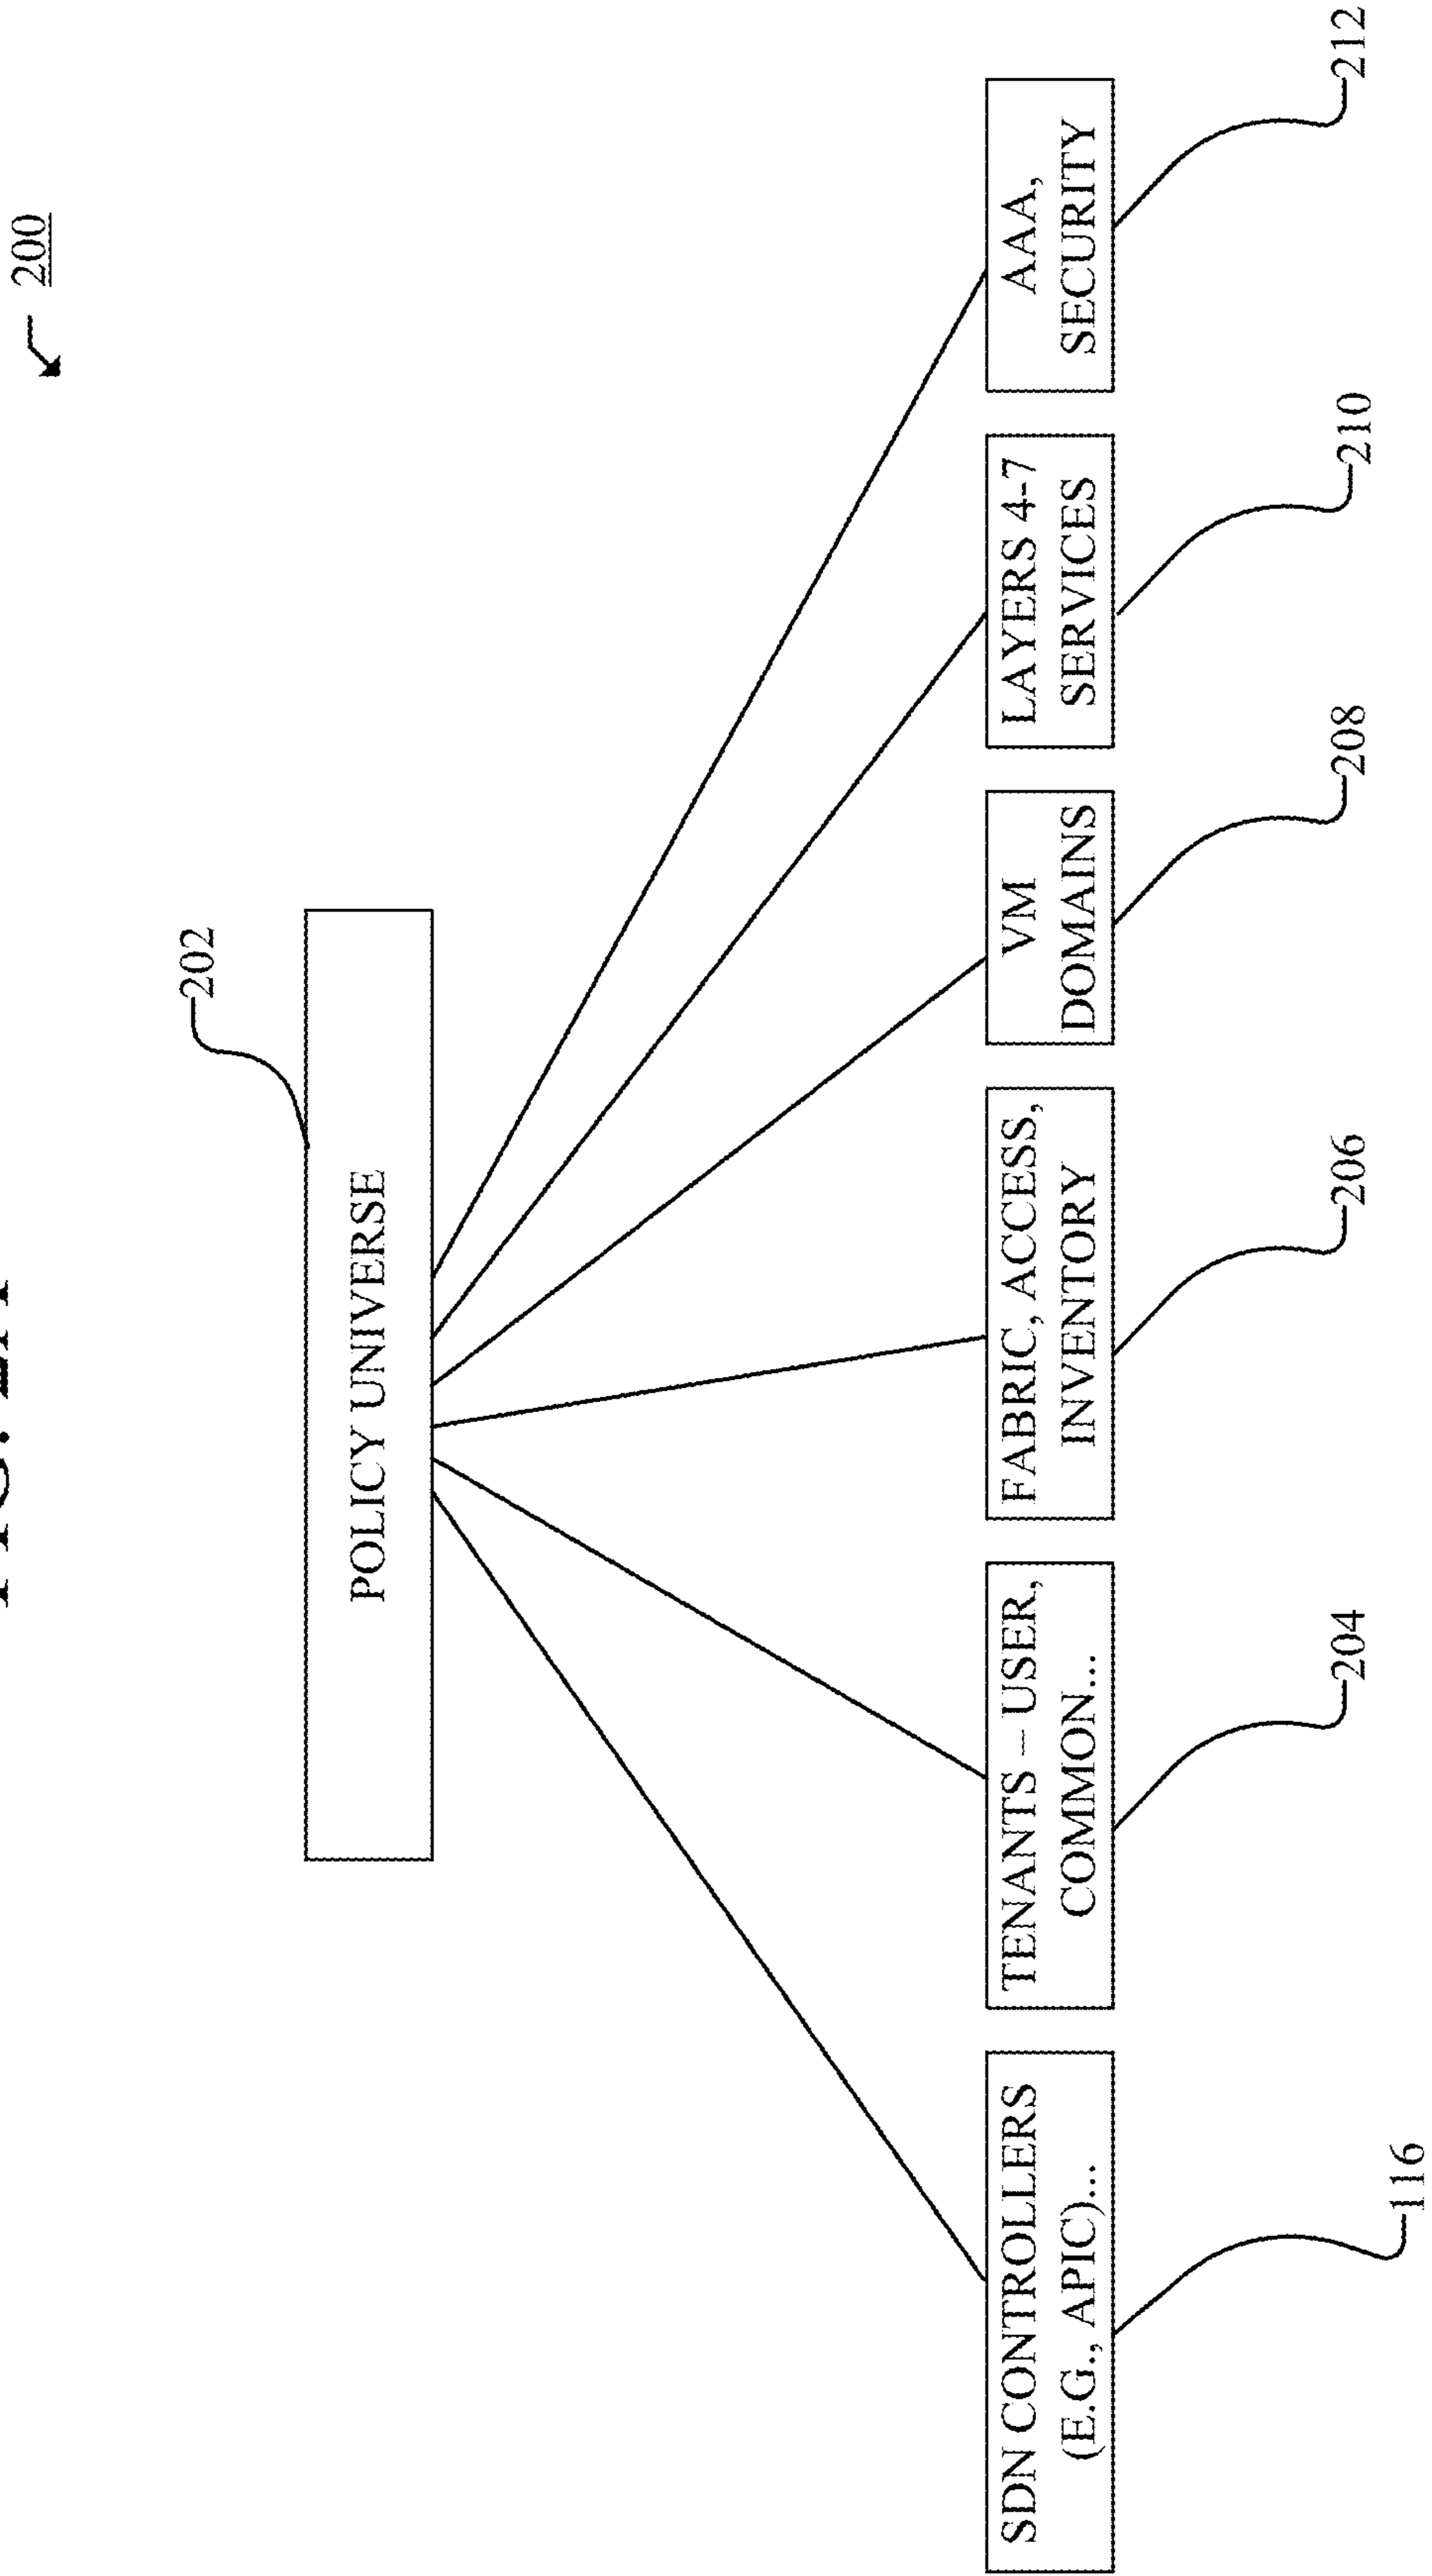 200
202
POLICY UNIVERSE
SDN CONTROLLERS
(E.G., APIC)...
TENANTS – USER,
COMMON...
FABRIC, ACCESS,
INVENTORY
VM
DOMAINS
LAYERS 4-7
SERVICES
AAA,
SECURITY
116
204
206
208
210
212